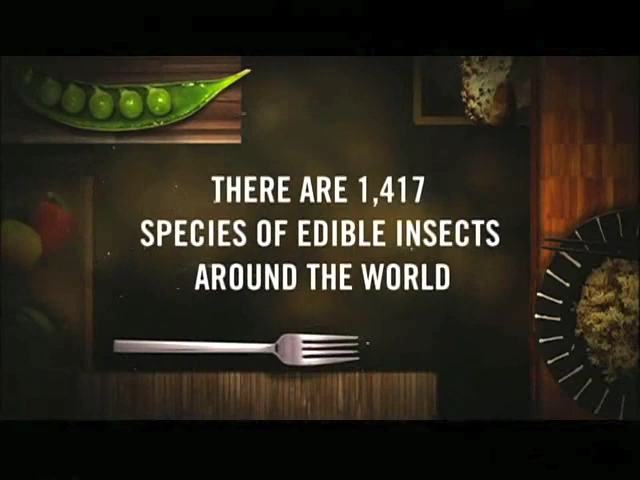 THERE ARE 1,417
SPECIES OF EDIBLE INSECTS
AROUND THE WORLD